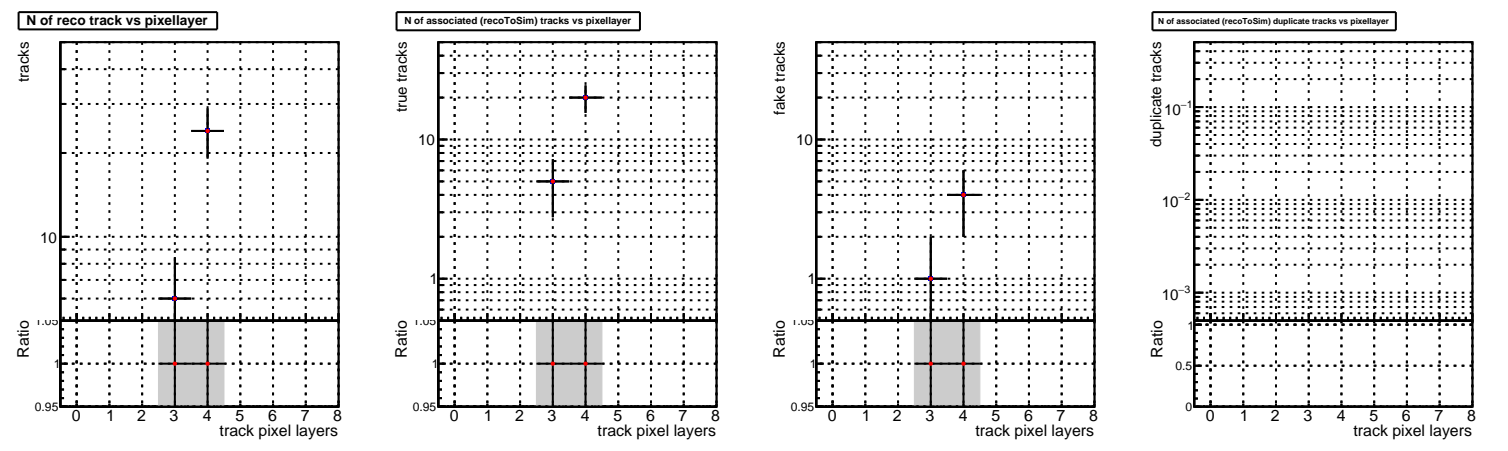 N of reco track vs pixellayer
tracks
10
Ratio
1.05
1
0.95
0 1 2 3 4 5 6 7 8
track pixel layers
N of associated (recoToSim) tracks vs pixellayer
true tracks
10
1
Ratio
1.05
1
0.95
0 1 2 3 4 5 6 7 8
track pixel layers
fake tracks
10
1
Ratio
1.05
1
0.95
0 1 2 3 4 5 6 7 8
track pixel layers
N of associated (recoToSim) duplicate tracks vs pixellayer
duplicate tracks
10⁻¹
10⁻²
10⁻³
Ratio
1
0.5
0
0 1 2 3 4 5 6 7 8
track pixel layers